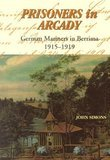 PRISONERS in
ARCADY
German Mariners in Berrima
1915-1919
JOHN SIMONS